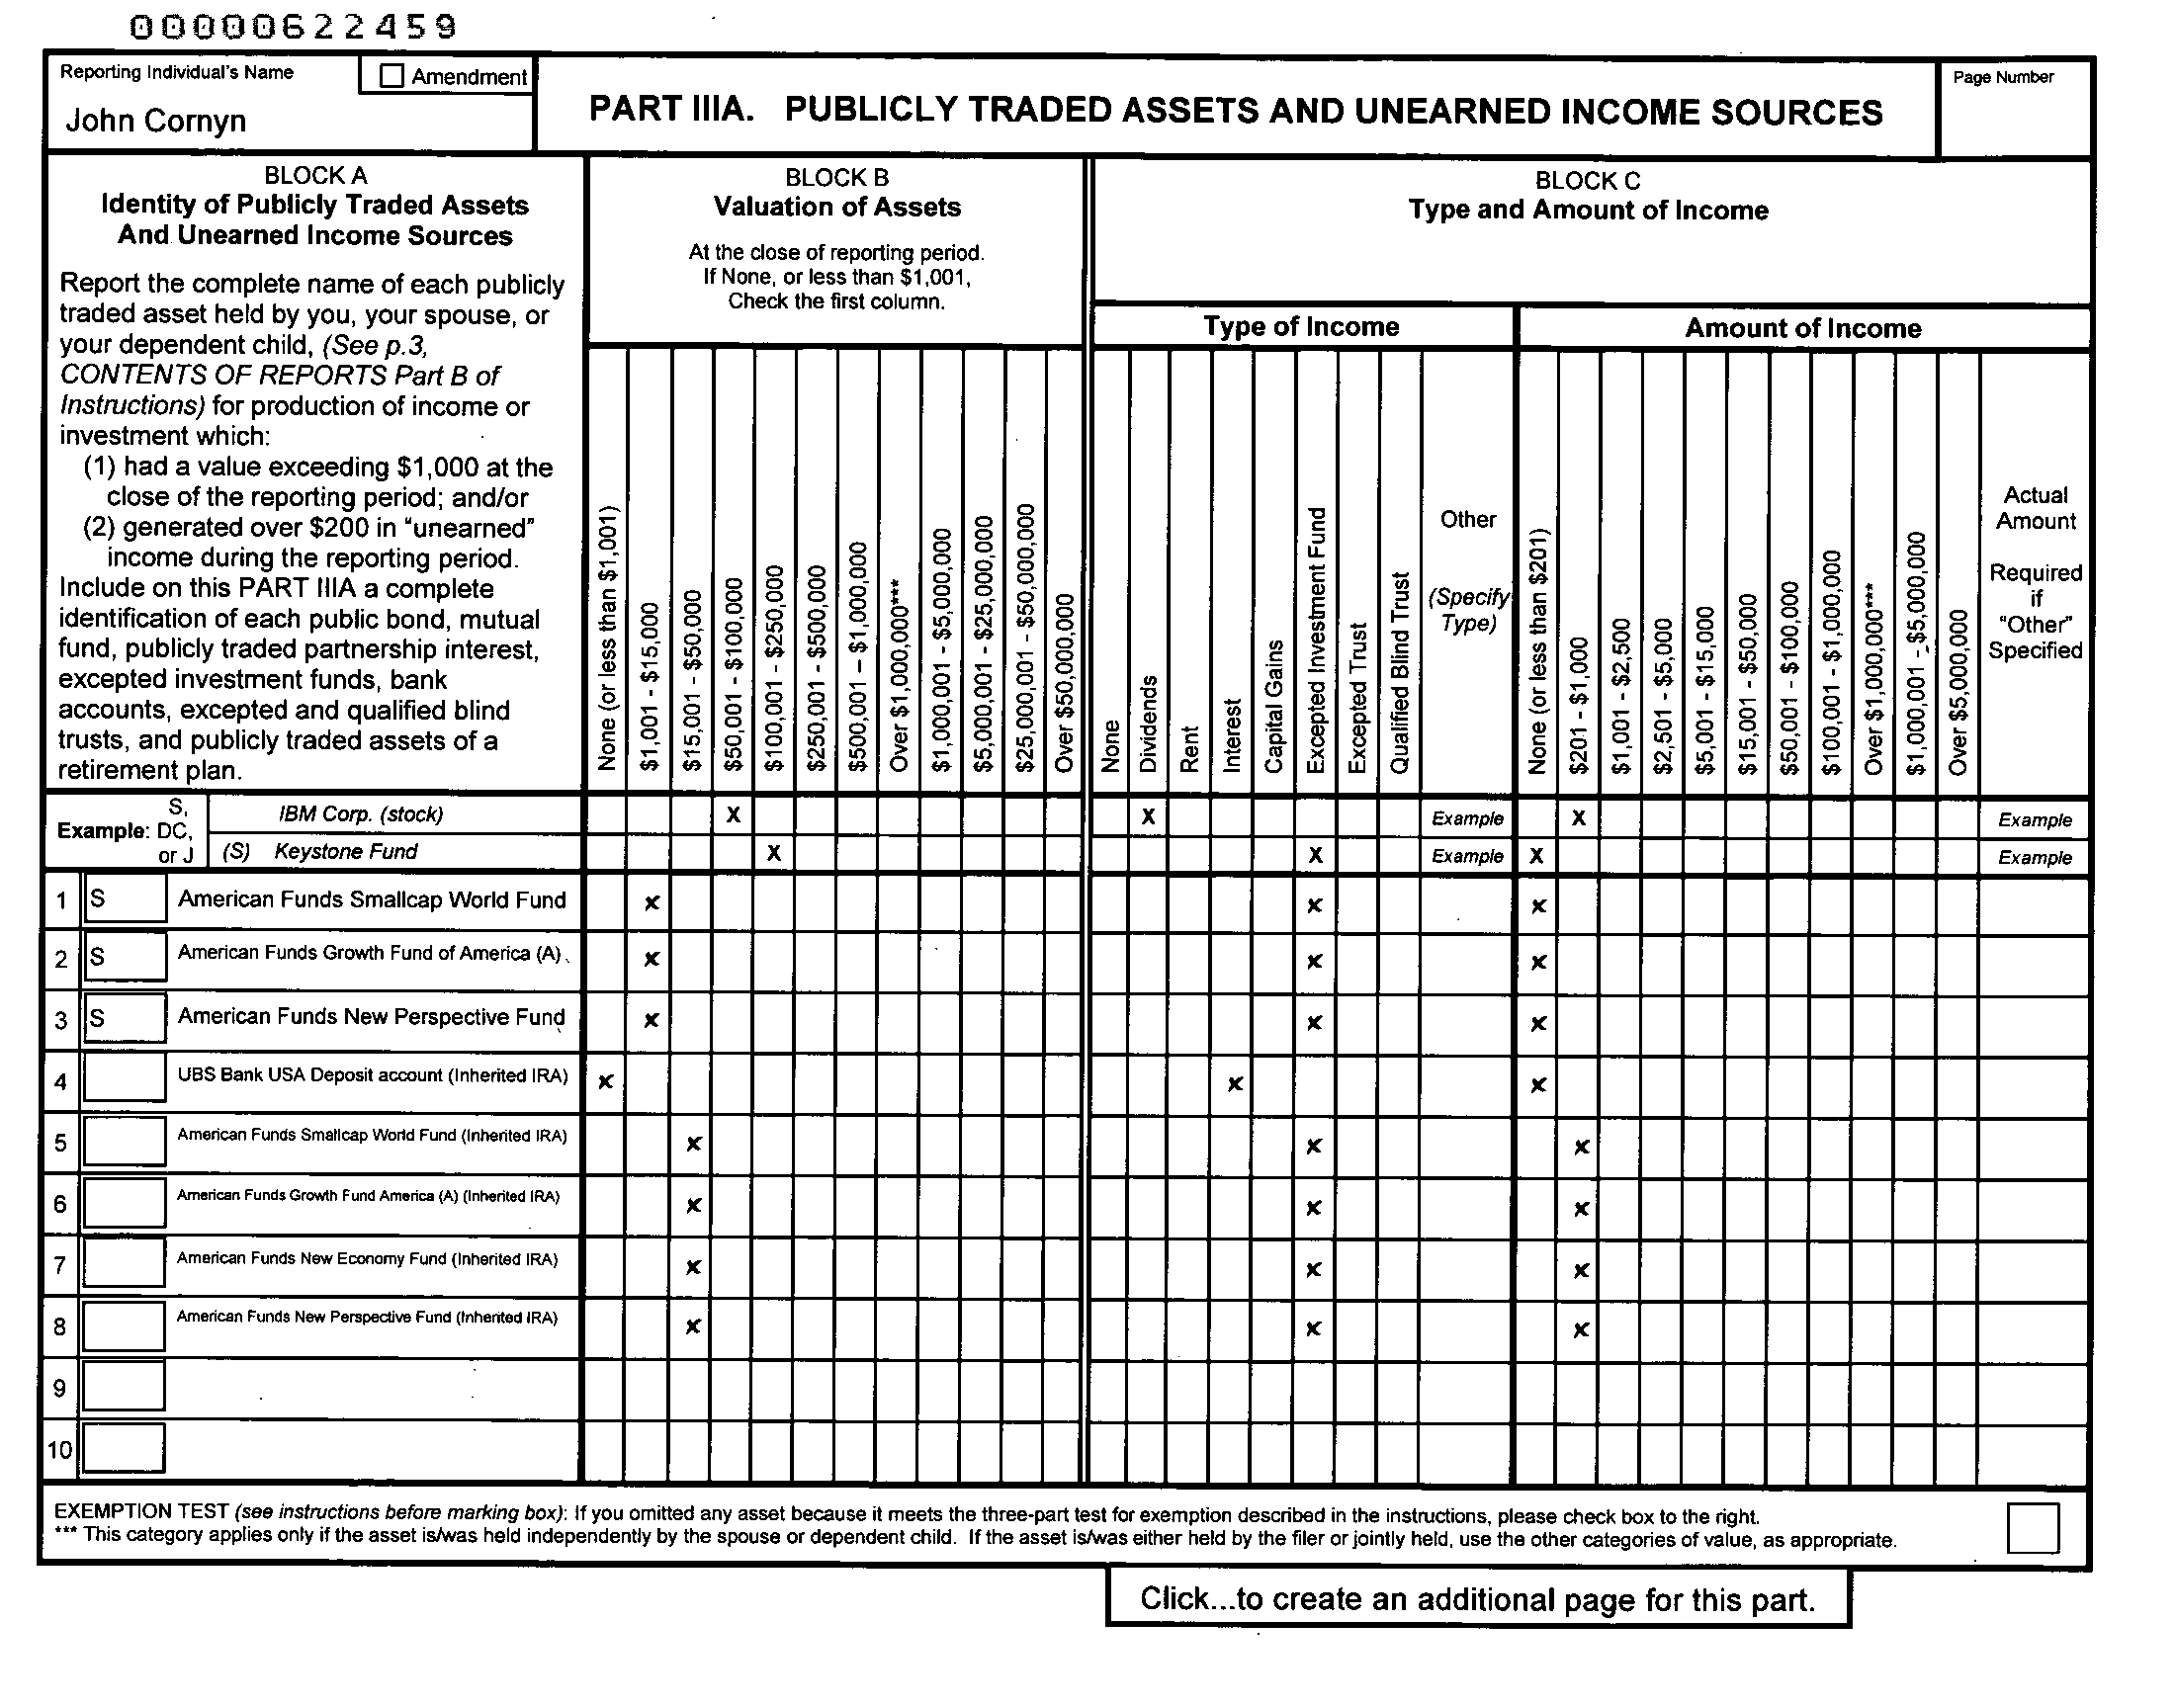 00000622459
Reporting Individual's Name
Amendment
John Cornyn
PART IIIA. PUBLICLY TRADED ASSETS AND UNEARNED INCOME SOURCES
Page Number
BLOCK A
Identity of Publicly Traded Assets
And Unearned Income Sources
Report the complete name of each publicly
traded asset held by you, your spouse, or
your dependent child, (See p.3,
CONTENTS OF REPORTS Part B of
Instructions) for production of income or
investment which:
(1) had a value exceeding $1,000 at the
close of the reporting period; and/or
(2) generated over $200 in "unearned"
income during the reporting period.
Include on this PART IIIA a complete
identification of each public bond, mutual
fund, publicly traded partnership interest,
excepted investment funds, bank
accounts, excepted and qualified blind
trusts, and publicly traded assets of a
retirement plan.
BLOCK B
Valuation of Assets
At the close of reporting period.
If None, or less than $1,001,
Check the first column.
None (or less than $1,001)
$1,001 - $15,000
$15,001 - $50,000
$50,001 - $100,000
$100,001 - $250,000
$250,001 - $500,000
$500,001 – $1,000,000
Over $1,000,000***
$1,000,001 - $5,000,000
$5,000,001 - $25,000,000
$25,000,001 - $50,000,000
Over $50,000,000
BLOCK C
Type and Amount of Income
Type of Income
None
Dividends
Rent
Interest
Capital Gains
Excepted Investment Fund
Excepted Trust
Qualified Blind Trust
Other
(Specify
Type)
Amount of Income
None (or less than $201)
$201 - $1,000
$1,001 - $2,500
$2,501 - $5,000
$5,001 - $15,000
$15,001 - $50,000
$50,001 - $100,000
$100,001 - $1,000,000
Over $1,000,000***
$1,000,001 - $5,000,000
Over $5,000,000
Actual
Amount
Required
if
"Other"
Specified
Example: S, DC, or J
IBM Corp. (stock) X X Example X Example
(S) Keystone Fund X X Example X Example
1 S American Funds Smallcap World Fund x x x
2 S American Funds Growth Fund of America (A) x x x
3 S American Funds New Perspective Fund x x x
4 UBS Bank USA Deposit account (Inherited IRA) x x x
5 American Funds Smallcap World Fund (Inherited IRA) x x x
6 American Funds Growth Fund America (A) (Inherited IRA) x x x
7 American Funds New Economy Fund (Inherited IRA) x x x
8 American Funds New Perspective Fund (Inherited IRA) x x x
9
10
EXEMPTION TEST (see instructions before marking box): If you omitted any asset because it meets the three-part test for exemption described in the instructions, please check box to the right.
*** This category applies only if the asset is/was held independently by the spouse or dependent child. If the asset is/was either held by the filer or jointly held, use the other categories of value, as appropriate.
Click...to create an additional page for this part.